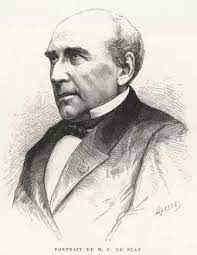 PORTRAIT DE M. F. LE PLAY